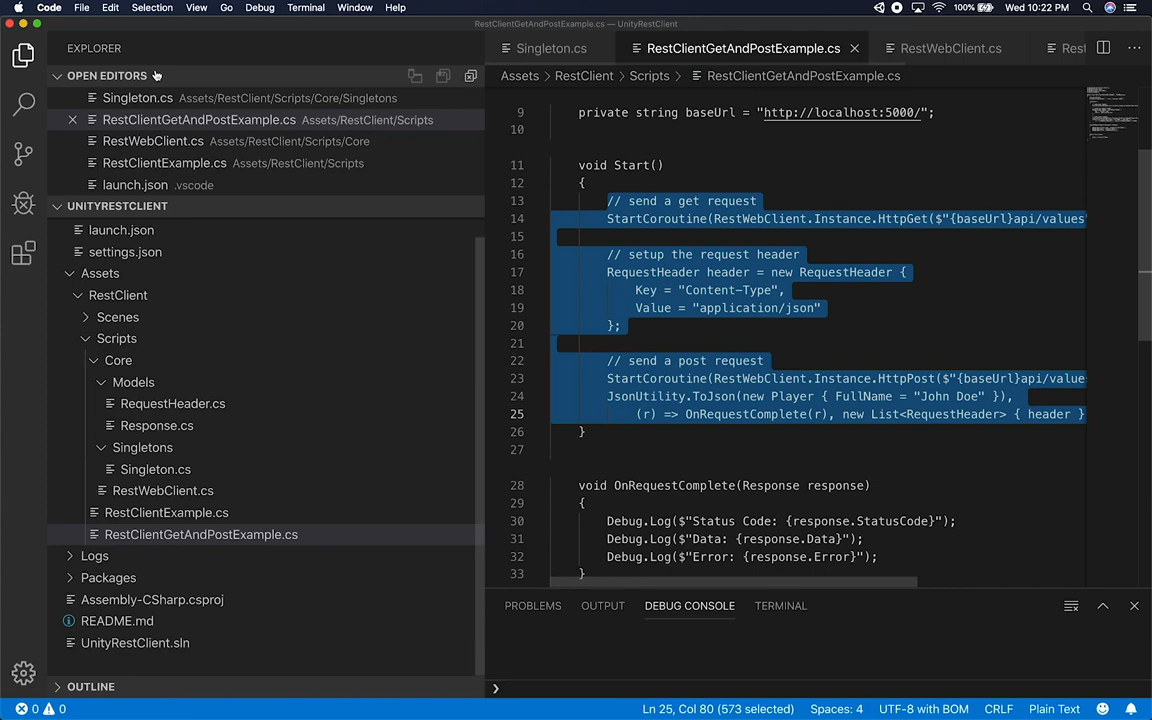 Code File Edit Selection View Go Debug Terminal Window Help 100% Wed 10:22 PM
RestClientGetAndPostExample.cs — UnityRestClient
EXPLORER
OPEN EDITORS
Singleton.cs Assets/RestClient/Scripts/Core/Singletons
RestClientGetAndPostExample.cs Assets/RestClient/Scripts
RestWebClient.cs Assets/RestClient/Scripts/Core
RestClientExample.cs Assets/RestClient/Scripts
launch.json .vscode
UNITYRESTCLIENT
launch.json
settings.json
Assets
RestClient
Scenes
Scripts
Core
Models
RequestHeader.cs
Response.cs
Singletons
Singleton.cs
RestWebClient.cs
RestClientExample.cs
RestClientGetAndPostExample.cs
Logs
Packages
Assembly-CSharp.csproj
README.md
UnityRestClient.sln
OUTLINE
Singleton.cs RestClientGetAndPostExample.cs RestWebClient.cs Rest
Assets > RestClient > Scripts > RestClientGetAndPostExample.cs
9 private string baseUrl = "http://localhost:5000/";
10
11 void Start()
12 {
13 // send a get request
14 StartCoroutine(RestWebClient.Instance.HttpGet($"{baseUrl}api/values"
15
16 // setup the request header
17 RequestHeader header = new RequestHeader {
18 Key = "Content-Type",
19 Value = "application/json"
20 };
21
22 // send a post request
23 StartCoroutine(RestWebClient.Instance.HttpPost($"{baseUrl}api/value
24 JsonUtility.ToJson(new Player { FullName = "John Doe" }),
25 (r) => OnRequestComplete(r), new List<RequestHeader> { header }
26 }
27
28 void OnRequestComplete(Response response)
29 {
30 Debug.Log($"Status Code: {response.StatusCode}");
31 Debug.Log($"Data: {response.Data}");
32 Debug.Log($"Error: {response.Error}");
33 }
PROBLEMS OUTPUT DEBUG CONSOLE TERMINAL
0 0 Ln 25, Col 80 (573 selected) Spaces: 4 UTF-8 with BOM CRLF Plain Text